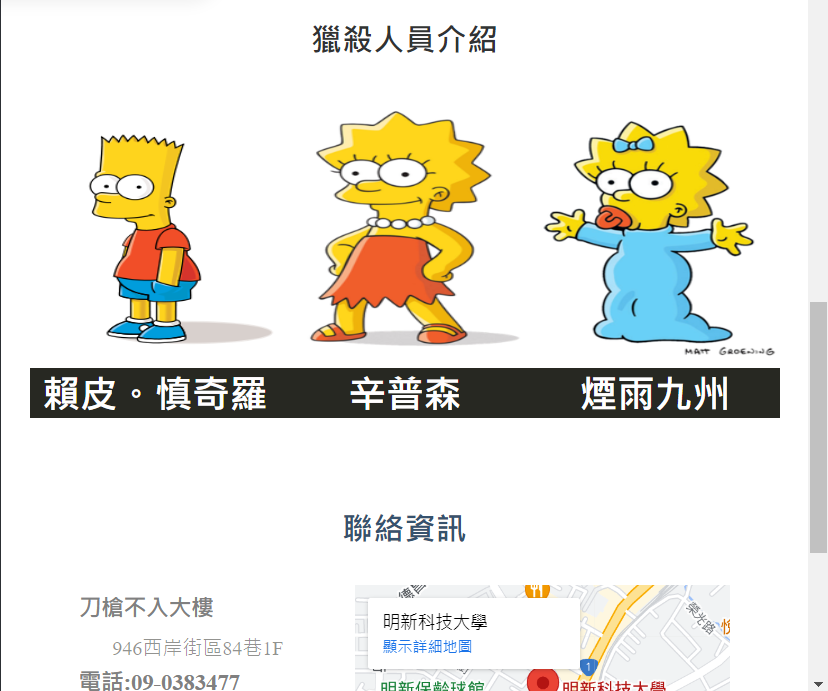 獵殺人員介紹
MATT GROENING
賴皮。慎奇羅
辛普森
煙雨九州
聯絡資訊
刀槍不入大樓
946西岸街區84巷1F
電話:09-0383477
明新科技大學
顯示詳細地圖
榮光路
1
明新保齡球館
明新科技大學